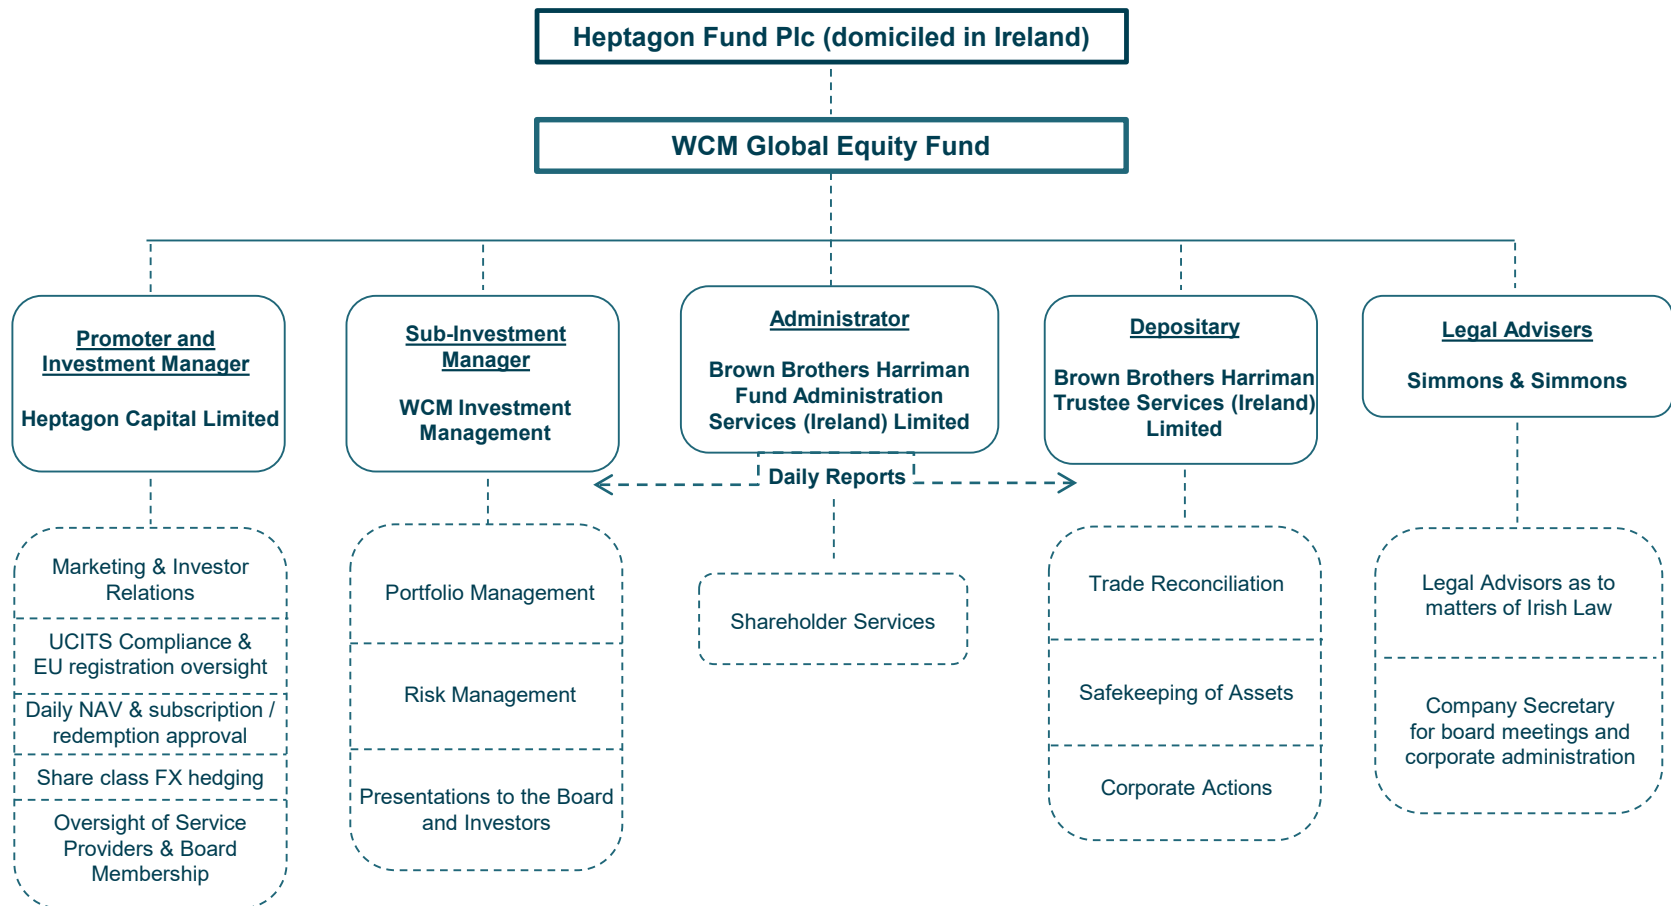 Heptagon Fund Plc (domiciled in Ireland)
WCM Global Equity Fund
Promoter and
Investment Manager
Heptagon Capital Limited
Sub-Investment
Manager
WCM Investment
Management
Administrator
Brown Brothers Harriman
Fund Administration
Services (Ireland) Limited
Depositary
Brown Brothers Harriman
Trustee Services (Ireland)
Limited
Legal Advisers
Simmons & Simmons
Daily Reports
Marketing & Investor
Relations
UCITS Compliance &
EU registration oversight
Daily NAV & subscription /
redemption approval
Share class FX hedging
Oversight of Service
Providers & Board
Membership
Portfolio Management
Risk Management
Presentations to the Board
and Investors
Shareholder Services
Trade Reconciliation
Safekeeping of Assets
Corporate Actions
Legal Advisors as to
matters of Irish Law
Company Secretary
for board meetings and
corporate administration